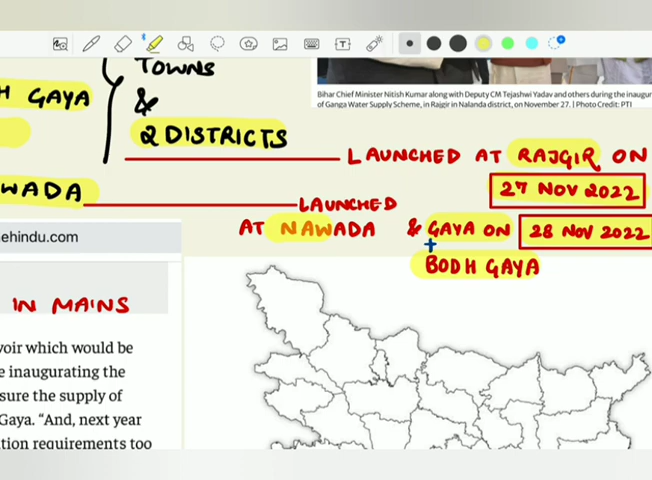 TOWNS
&
2 DISTRICTS
H GAYA
WADA
Bihar Chief Minister Nitish Kumar along with Deputy CM Tejashwi Yadav and others during the inaugur
of Ganga Water Supply Scheme, in Rajgir in Nalanda district, on November 27. | Photo Credit: PTI
LAUNCHED AT RAJGIR ON
27 NOV 2022
LAUNCHED
AT NAWADA & GAYA ON 28 NOV 2022
+
BODH GAYA
ehindu.com
IN MAINS
voir which would be
e inaugurating the
sure the supply of
Gaya. “And, next year
tion requirements too